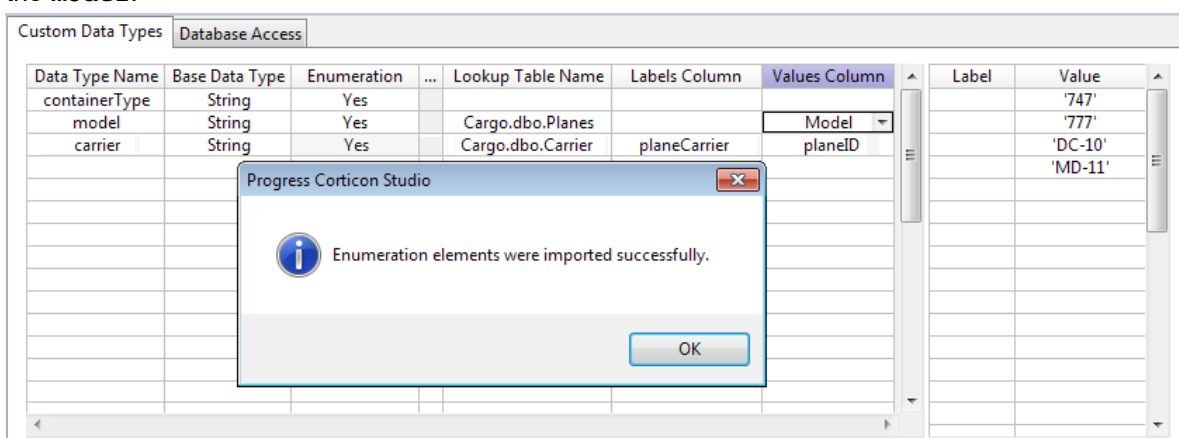 Custom Data Types Database Access
Data Type Name Base Data Type Enumeration ... Lookup Table Name Labels Column Values Column Label Value
containerType String Yes '747'
model String Yes Cargo.dbo.Planes Model '777'
carrier String Yes Cargo.dbo.Carrier planeCarrier planeID 'DC-10'
'MD-11'
Progress Corticon Studio
Enumeration elements were imported successfully.
OK